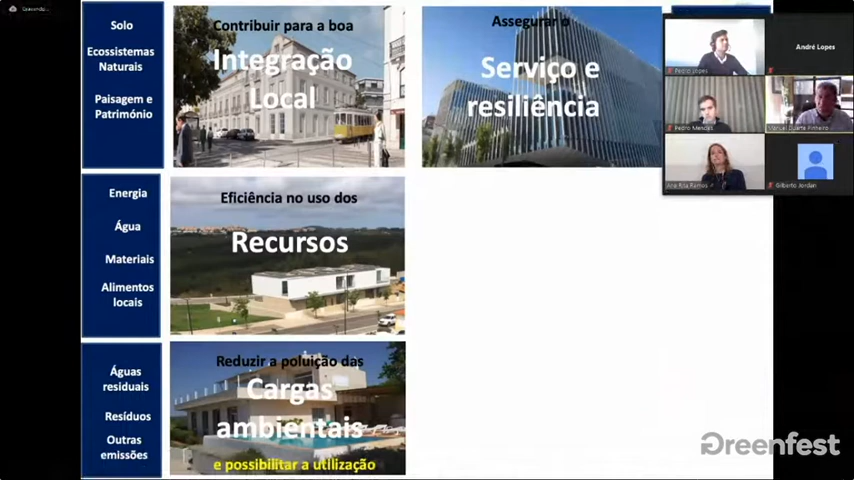 Solo
Ecossistemas
Naturais
Paisagem e
Património
Contribuir para a boa
Integração
Local
Assegurar o
Serviço e
resiliência
Pedro Lopes
André Lopes
Pedro Mendes
Manuel Duarte Pinheiro
Ana Rita Ramos
Gilberto Jordan
Energia
Água
Materiais
Alimentos
locais
Eficiência no uso dos
Recursos
Águas
residuais
Resíduos
Outras
emissões
Reduzir a poluição das
Cargas
ambientais
e possibilitar a utilização
Greenfest